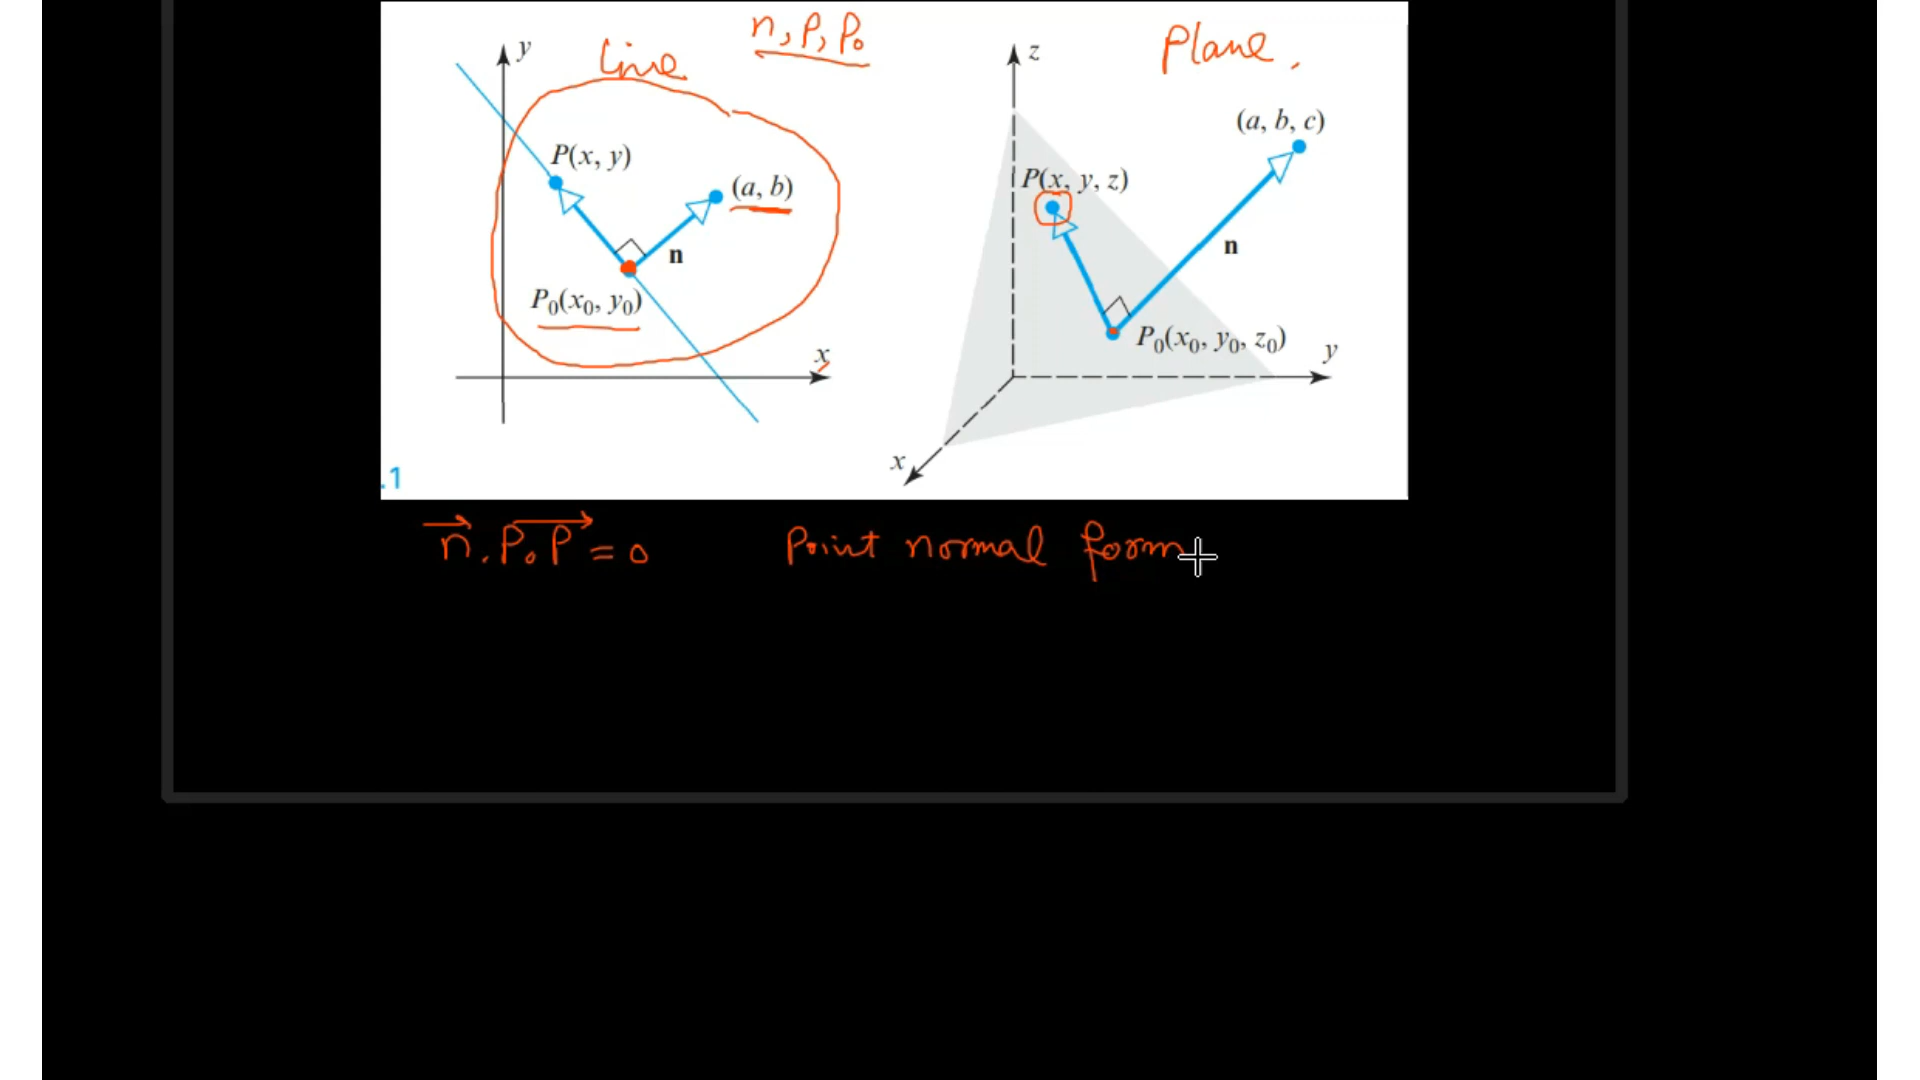 n, P, P₀
Line
Plane.
y
z
(a, b, c)
P(x, y)
(a, b)
P(x, y, z)
n
n
P₀(x₀, y₀)
P₀(x₀, y₀, z₀)
x
y
x
.1
n⃗ . P₀P⃗ = 0 Point normal form